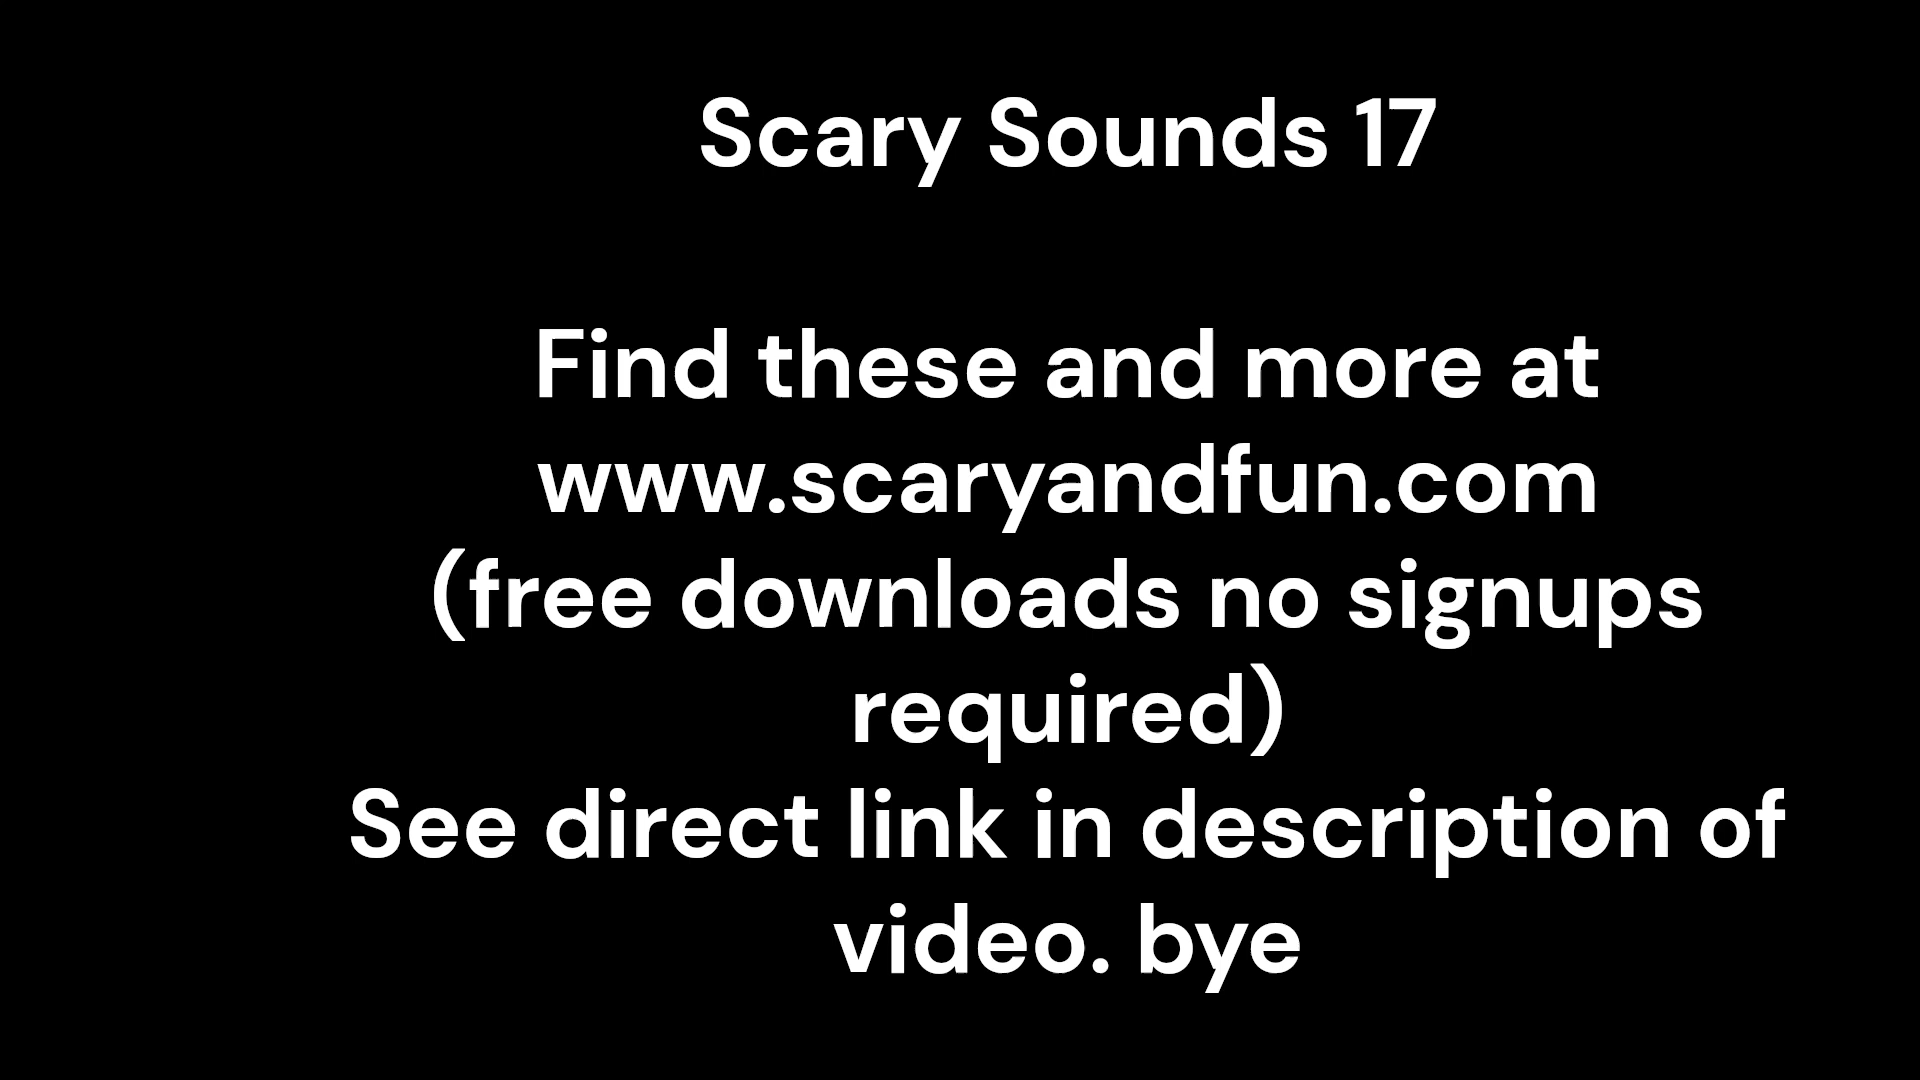 Scary Sounds 17
Find these and more at
www.scaryandfun.com
(free downloads no signups
required)
See direct link in description of
video. bye